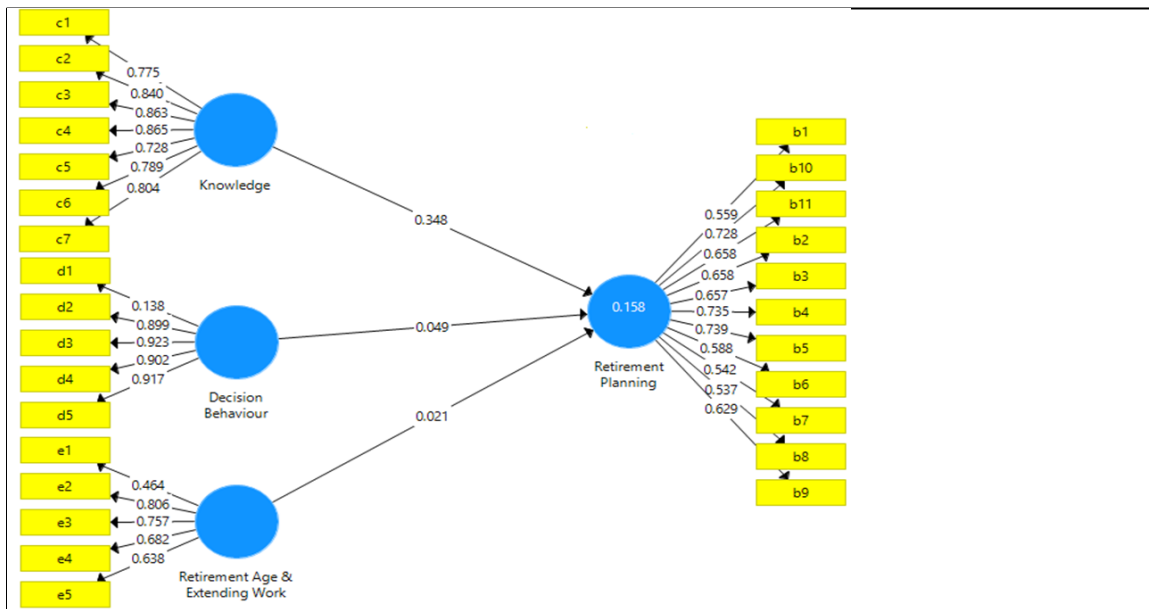 c1
c2
c3
c4
c5
c6
c7
0.775
0.840
0.863
0.865
0.728
0.789
0.804
Knowledge
0.348
d1
d2
d3
d4
d5
0.138
0.899
0.923
0.902
0.917
Decision
Behaviour
0.049
e1
e2
e3
e4
e5
0.464
0.806
0.757
0.682
0.638
Retirement Age &
Extending Work
0.021
0.158
Retirement
Planning
0.559
0.728
0.658
0.658
0.657
0.735
0.739
0.588
0.542
0.537
0.629
b1
b10
b11
b2
b3
b4
b5
b6
b7
b8
b9